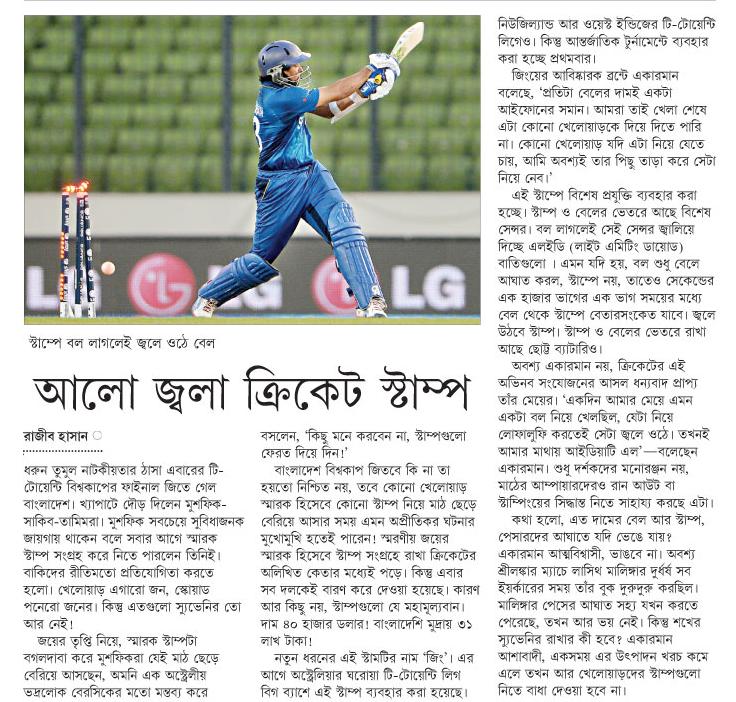 LG
LG
LG
স্টাম্পে বল লাগলেই জ্বলে ওঠে বেল
আলো জ্বলা ক্রিকেট স্টাম্প
রাজীব হাসান
ধরুন তুমুল নাটকীয়তার ঠাসা এবারের টি-
টোয়েন্টি বিশ্বকাপের ফাইনাল জিতে গেল
বাংলাদেশ। খ্যাপাটে দৌড় দিলেন মুশফিক-
সাকিব-তামিমরা। মুশফিক সবচেয়ে সুবিধাজনক
জায়গায় থাকেন বলে সবার আগে স্মারক
স্টাম্প সংগ্রহ করে নিতে পারলেন তিনিই।
বাকিদের রীতিমতো প্রতিযোগিতা করতে
হলো। খেলোয়াড় এগারো জন, স্কোয়াড
পনেরো জনের। কিন্তু এতগুলো স্যুভেনির তো
আর নেই!
জয়ের তৃপ্তি নিয়ে, স্মারক স্টাম্পটা
বগলদাবা করে মুশফিকরা যেই মাঠ ছেড়ে
বেরিয়ে আসছেন, অমনি এক অস্ট্রেলীয়
ভদ্রলোক বেরসিকের মতো মন্তব্য করে
বসলেন, ‘কিছু মনে করবেন না, স্টাম্পগুলো
ফেরত দিয়ে দিন!’
বাংলাদেশ বিশ্বকাপ জিতবে কি না তা
হয়তো নিশ্চিত নয়, তবে কোনো খেলোয়াড়
স্মারক হিসেবে কোনো স্টাম্প নিয়ে মাঠ ছেড়ে
বেরিয়ে আসার সময় এমন অপ্রীতিকর ঘটনার
মুখোমুখি হতেই পারেন! স্মরণীয় জয়ের
স্মারক হিসেবে স্টাম্প সংগ্রহে রাখা ক্রিকেটের
অলিখিত কেতার মধ্যেই পড়ে। কিন্তু এবার
সব দলকেই বারণ করে দেওয়া হয়েছে। কারণ
আর কিছু নয়, স্টাম্পগুলো যে মহামূল্যবান।
দাম ৪০ হাজার ডলার! বাংলাদেশি মুদ্রায় ৩১
লাখ টাকা!
নতুন ধরনের এই স্টামটির নাম ‘জিং’। এর
আগে অস্ট্রেলিয়ার ঘরোয়া টি-টোয়েন্টি লিগ
বিগ ব্যাশে এই স্টাম্প ব্যবহার করা হয়েছে।
নিউজিল্যান্ড আর ওয়েস্ট ইন্ডিজের টি-টোয়েন্টি
লিগেও। কিন্তু আন্তর্জাতিক টুর্নামেন্টে ব্যবহার
করা হচ্ছে প্রথমবার।
জিংয়ের আবিষ্কারক ব্রন্টে একারমান
বলেছে, ‘প্রতিটা বেলের দামই একটা
আইফোনের সমান। আমরা তাই খেলা শেষে
এটা কোনো খেলোয়াড়কে দিয়ে দিতে পারি
না। কোনো খেলোয়াড় যদি এটা নিয়ে যেতে
চায়, আমি অবশ্যই তার পিছু তাড়া করে সেটা
নিয়ে নেব।’
এই স্টাম্পে বিশেষ প্রযুক্তি ব্যবহার করা
হচ্ছে। স্টাম্প ও বেলের ভেতরে আছে বিশেষ
সেন্সর। বল লাগলেই সেই সেন্সর জ্বালিয়ে
দিচ্ছে এলইডি (লাইট এমিটিং ডায়োড)
বাতিগুলো । এমন যদি হয়, বল শুধু বেলে
আঘাত করল, স্টাম্পে নয়, তাতেও সেকেন্ডের
এক হাজার ভাগের এক ভাগ সময়ের মধ্যে
বেল থেকে স্টাম্পে বেতারসংকেত যাবে। জ্বলে
উঠবে স্টাম্প। স্টাম্প ও বেলের ভেতরে রাখা
আছে ছোট্ট ব্যাটারিও।
অবশ্য একারমান নয়, ক্রিকেটের এই
অভিনব সংযোজনের আসল ধন্যবাদ প্রাপ্য
তাঁর মেয়ের। ‘একদিন আমার মেয়ে এমন
একটা বল নিয়ে খেলছিল, যেটা নিয়ে
লোফালুফি করতেই সেটা জ্বলে ওঠে। তখনই
আমার মাথায় আইডিয়াটি এল’—বলেছেন
একারমান। শুধু দর্শকদের মনোরঞ্জন নয়,
মাঠের আম্পায়ারদেরও রান আউট বা
স্টাম্পিংয়ের সিদ্ধান্ত নিতে সাহায্য করছে এটা।
কথা হলো, এত দামের বেল আর স্টাম্প,
পেসারদের আঘাতে যদি ভেঙে যায়?
একারমান আত্মবিশ্বাসী, ভাঙবে না। অবশ্য
শ্রীলঙ্কার ম্যাচে লাসিথ মালিঙ্গার দুর্ধর্ষ সব
ইয়র্কারের সময় তাঁর বুক দুরুদুরু করছিল।
মালিঙ্গার পেসের আঘাত সহ্য যখন করতে
পেরেছে, তখন আর ভয় নেই। কিন্তু শখের
স্যুভেনির রাখার কী হবে? একারমান
আশাবাদী, একসময় এর উৎপাদন খরচ কমে
এলে তখন আর খেলোয়াড়দের স্টাম্পগুলো
নিতে বাধা দেওয়া হবে না।